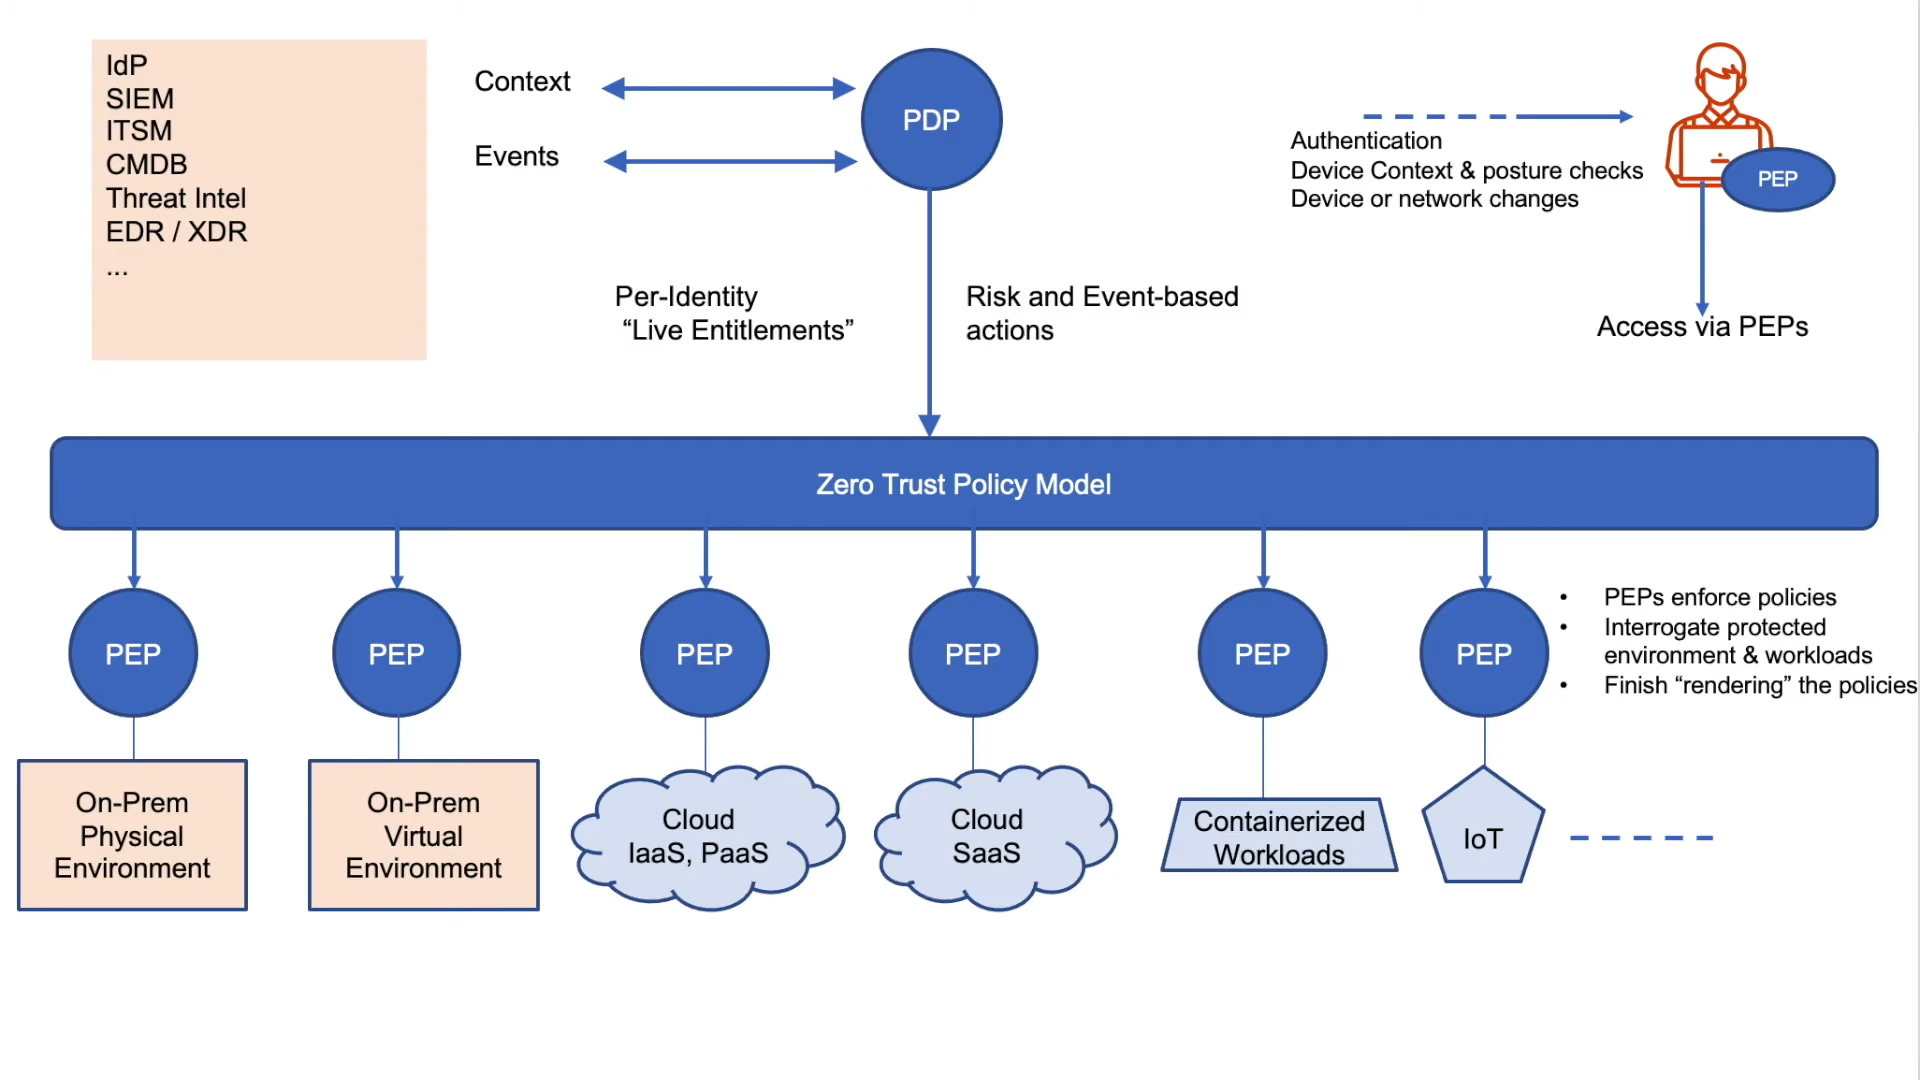 IdP
SIEM
ITSM
CMDB
Threat Intel
EDR / XDR
...
Context
Events
PDP
Authentication
Device Context & posture checks
Device or network changes
PEP
Access via PEPs
Per-Identity
“Live Entitlements”
Risk and Event-based
actions
Zero Trust Policy Model
PEP
PEP
PEP
PEP
PEP
PEP
• PEPs enforce policies
• Interrogate protected
environment & workloads
• Finish “rendering” the policies
On-Prem
Physical
Environment
On-Prem
Virtual
Environment
Cloud
IaaS, PaaS
Cloud
SaaS
Containerized
Workloads
IoT